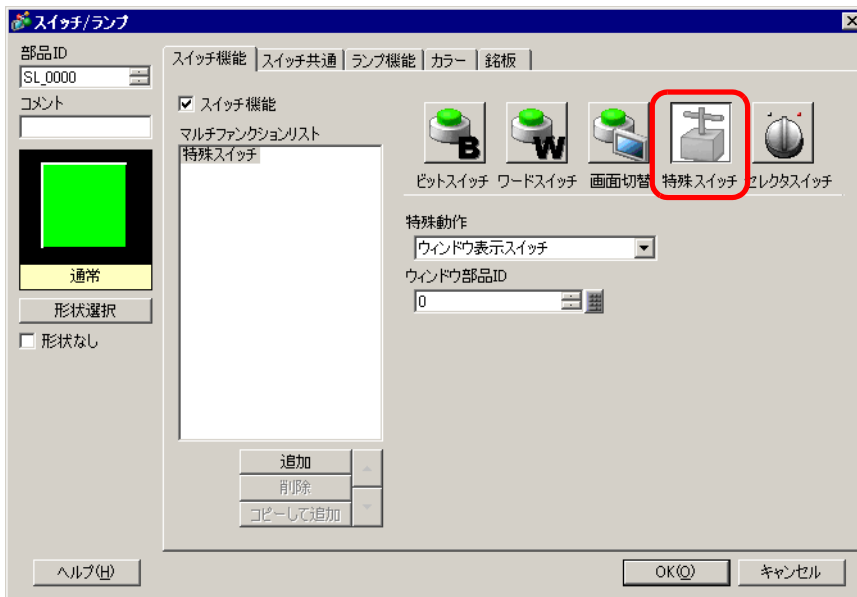 スイッチ/ランプ
部品ID
SL_0000
コメント
通常
形状選択
形状なし
スイッチ機能 スイッチ共通 ランプ機能 カラー 銘板
スイッチ機能
マルチファンクションリスト
特殊スイッチ
追加
削除
コピーして追加
B W
ビットスイッチ ワードスイッチ 画面切替 特殊スイッチ セレクタスイッチ
特殊動作
ウィンドウ表示スイッチ
ウィンドウ部品ID
0
ヘルプ(H) OK(O) キャンセル